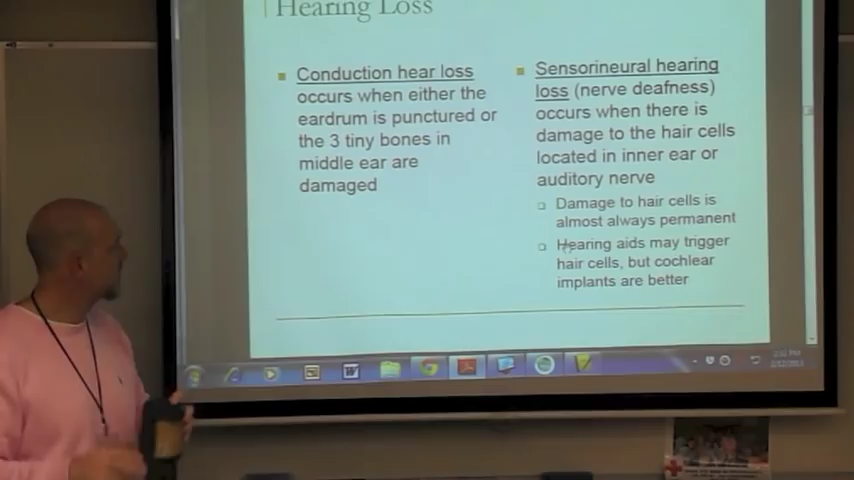 Hearing Loss
Conduction hear loss
occurs when either the
eardrum is punctured or
the 3 tiny bones in
middle ear are
damaged
Sensorineural hearing
loss (nerve deafness)
occurs when there is
damage to the hair cells
located in inner ear or
auditory nerve
Damage to hair cells is
almost always permanent
Hearing aids may trigger
hair cells, but cochlear
implants are better